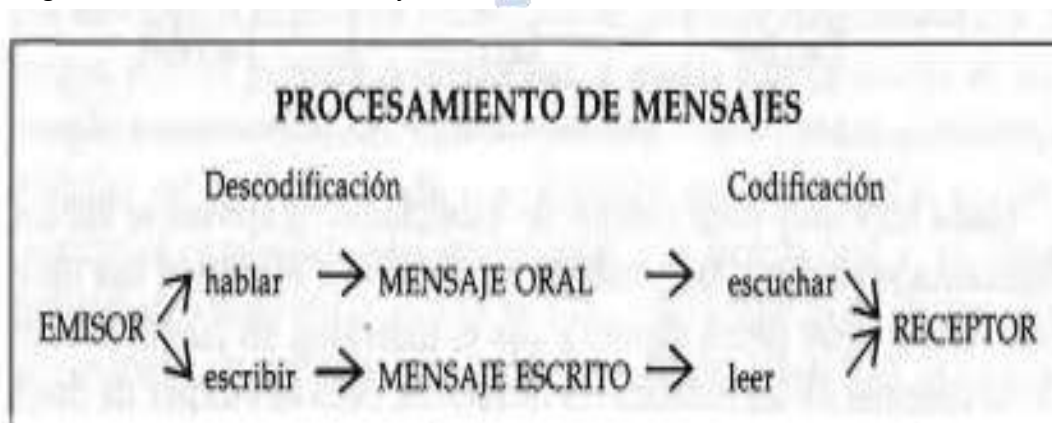 PROCESAMIENTO DE MENSAJES
Descodificación Codificación
hablar → MENSAJE ORAL → escuchar
EMISOR RECEPTOR
escribir → MENSAJE ESCRITO → leer